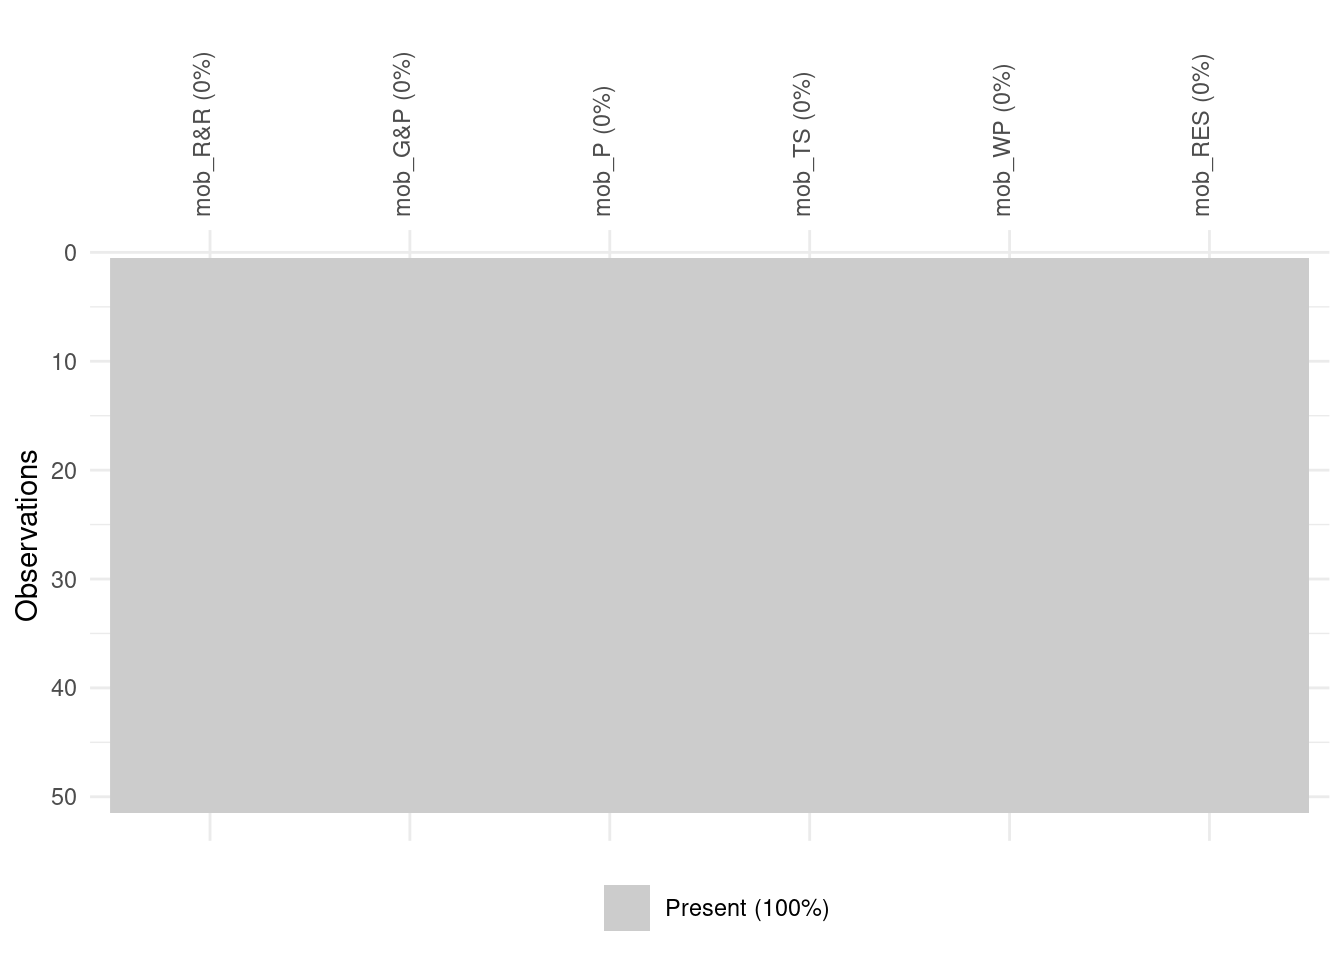 mob_R&R (0%)
mob_G&P (0%)
mob_P (0%)
mob_TS (0%)
mob_WP (0%)
mob_RES (0%)
0
10
20
30
40
50
Observations
Present (100%)